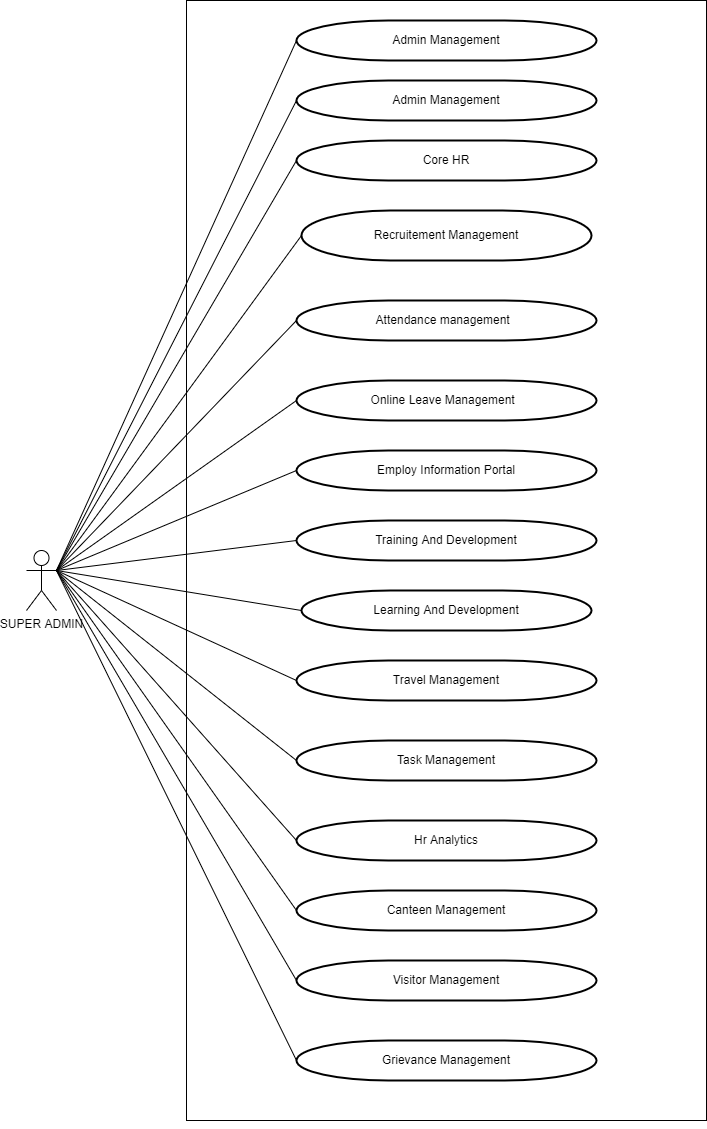 Admin Management
Admin Management
Core HR
Recruitement Management
Attendance management
Online Leave Management
Employ Information Portal
Training And Development
SUPER ADMIN
Learning And Development
Travel Management
Task Management
Hr Analytics
Canteen Management
Visitor Management
Grievance Management